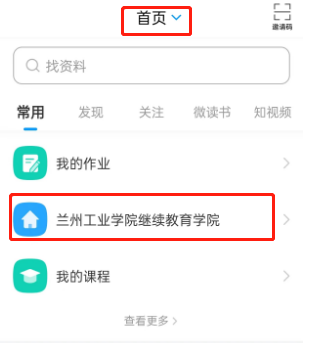 首页
邀请码
找资料
常用 发现 关注 微读书 知视频
我的作业
兰州工业学院继续教育学院
我的课程
查看更多